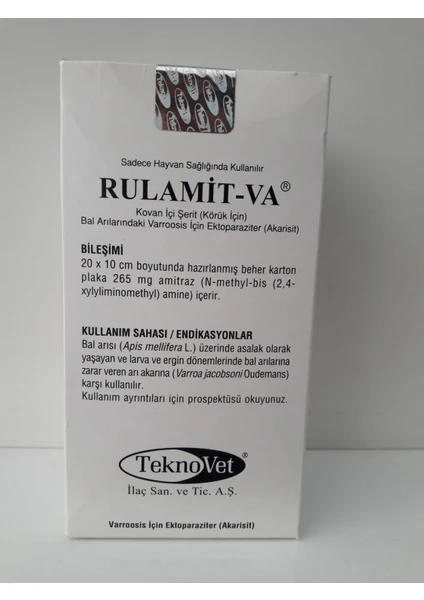 Sadece Hayvan Sağlığında Kullanılır
RULAMİT-VA®
Kovan İçi Şerit (Körük İçin)
Bal Arılarındaki Varroosis İçin Ektoparaziter (Akarisit)
BİLEŞİMİ
20 x 10 cm boyutunda hazırlanmış beher karton
plaka 265 mg amitraz (N-methyl-bis (2,4-
xylyliminomethyl) amine) içerir.
KULLANIM SAHASI / ENDİKASYONLAR
Bal arısı (Apis mellifera L.) üzerinde asalak olarak
yaşayan ve larva ve ergin dönemlerinde bal arılarına
zarar veren arı akarına (Varroa jacobsoni Oudemans)
karşı kullanılır.
Kullanım ayrıntıları için prospektüsü okuyunuz.
TeknoVet®
İlaç San. ve Tic. A.Ş.
Varroosis İçin Ektoparaziter (Akarisit)